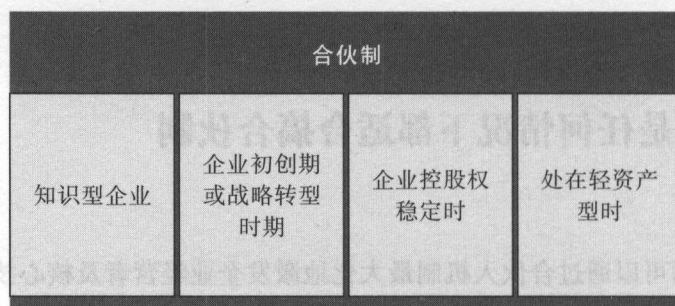 合伙制
知识型企业
企业初创期
或战略转型
时期
企业控股权
稳定时
处在轻资产
型时